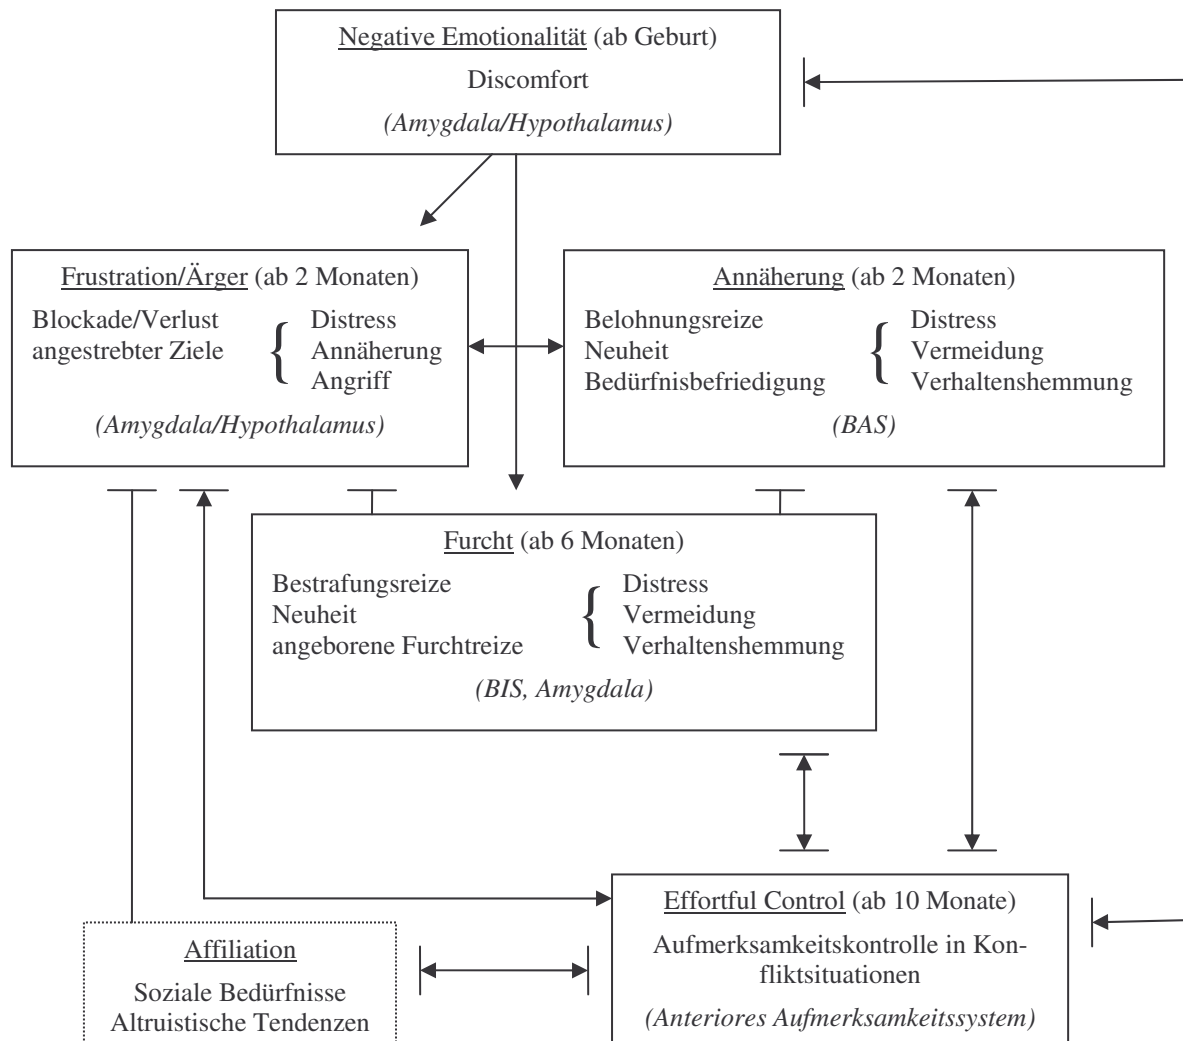 Negative Emotionalität (ab Geburt)
Discomfort
(Amygdala/Hypothalamus)
Frustration/Ärger (ab 2 Monaten)
Blockade/Verlust
angestrebter Ziele
{
Distress
Annäherung
Angriff
(Amygdala/Hypothalamus)
Annäherung (ab 2 Monaten)
Belohnungsreize
Neuheit
Bedürfnisbefriedigung
{
Distress
Vermeidung
Verhaltenshemmung
(BAS)
Furcht (ab 6 Monaten)
Bestrafungsreize
Neuheit
angeborene Furchtreize
{
Distress
Vermeidung
Verhaltenshemmung
(BIS, Amygdala)
Effortful Control (ab 10 Monate)
Aufmerksamkeitskontrolle in Kon-
fliktsituationen
(Anteriores Aufmerksamkeitssystem)
Affiliation
Soziale Bedürfnisse
Altruistische Tendenzen